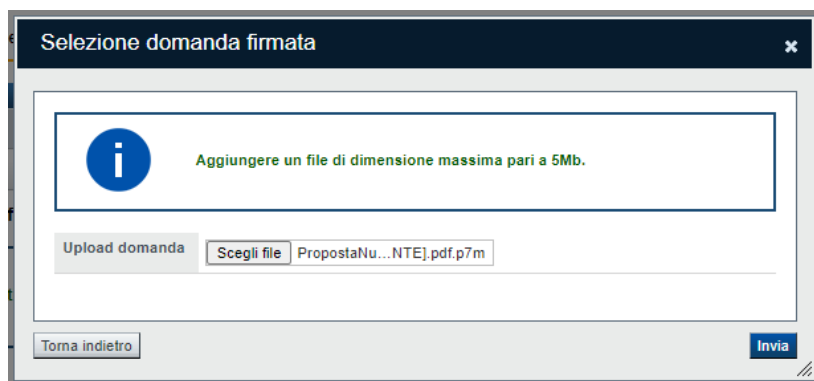 Selezione domanda firmata
Aggiungere un file di dimensione massima pari a 5Mb.
Upload domanda Scegli file PropostaNu...NTE].pdf.p7m
Torna indietro Invia